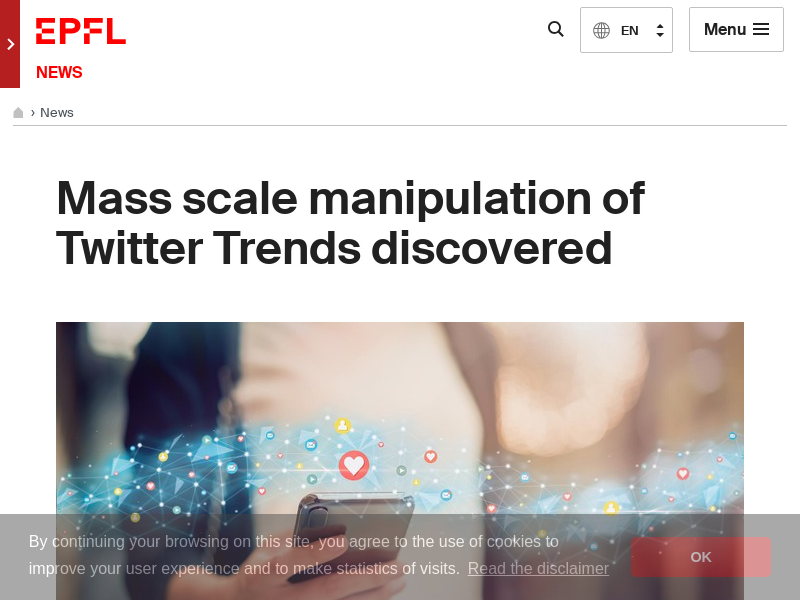 EPFL
EN
Menu
NEWS
› News
Mass scale manipulation of
Twitter Trends discovered
By continuing your browsing on this site, you agree to the use of cookies to
improve your user experience and to make statistics of visits. Read the disclaimer
OK